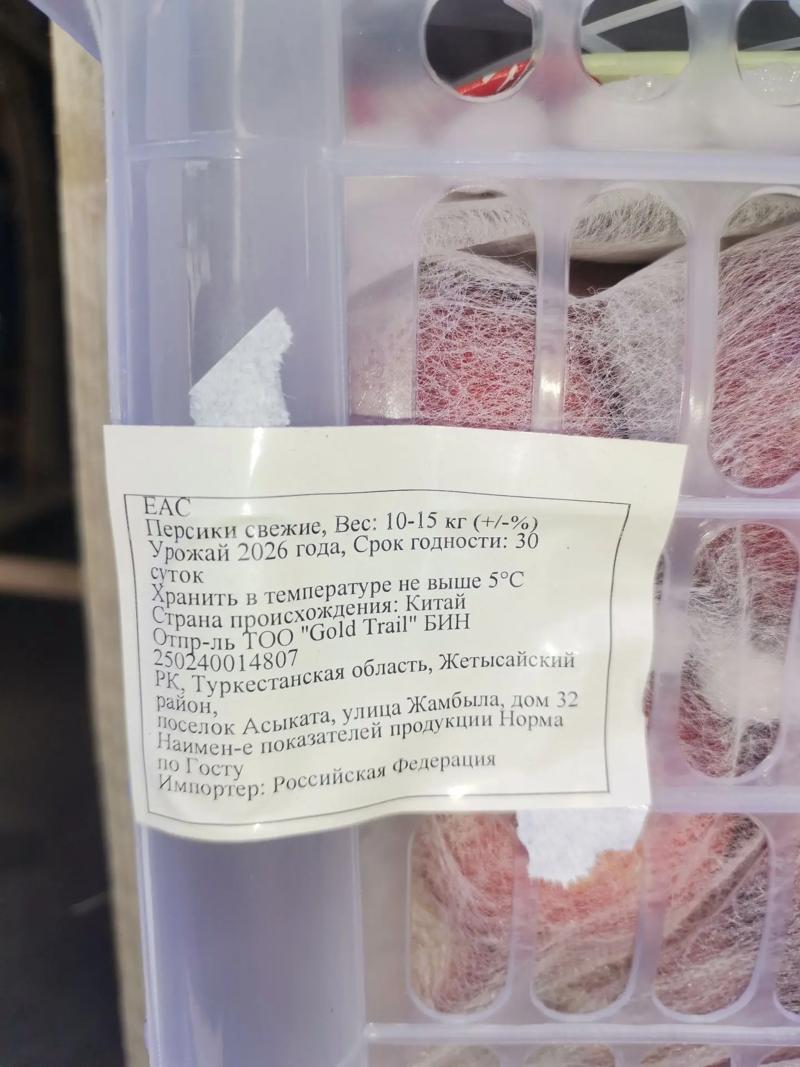 ЕАС
Персики свежие, Вес: 10-15 кг (+/-%)
Урожай 2026 года, Срок годности: 30
суток
Хранить в температуре не выше 5°С
Страна происхождения: Китай
Отпр-ль ТОО "Gold Trail" БИН
250240014807
РК, Туркестанская область, Жетысайский
район,
поселок Асыката, улица Жамбыла, дом 32
Наимен-е показателей продукции Норма
по Госту
Импортер: Российская Федерация